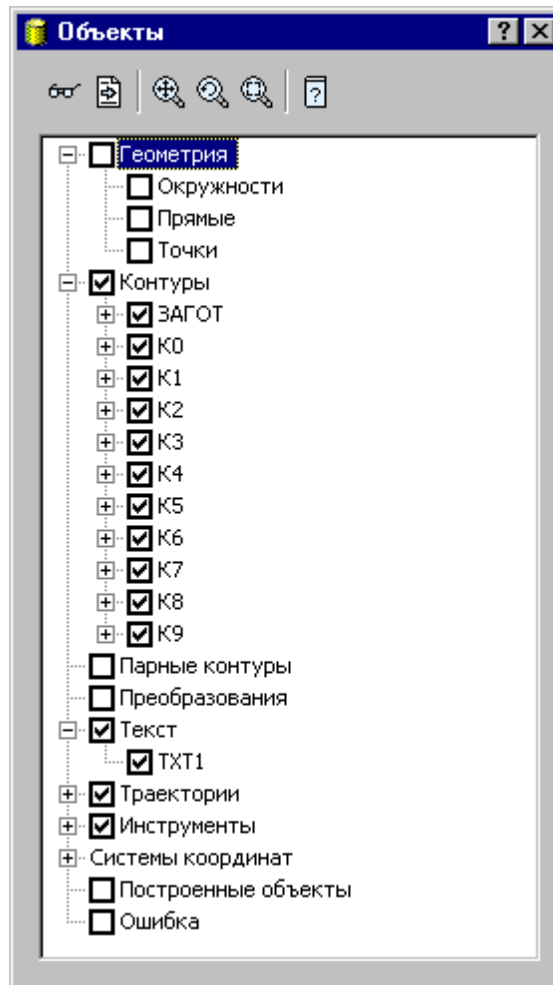 Объекты
Геометрия
Окружности
Прямые
Точки
Контуры
ЗАГОТ
К0
К1
К2
К3
К4
К5
К6
К7
К8
К9
Парные контуры
Преобразования
Текст
ТХТ1
Траектории
Инструменты
Системы координат
Построенные объекты
Ошибка